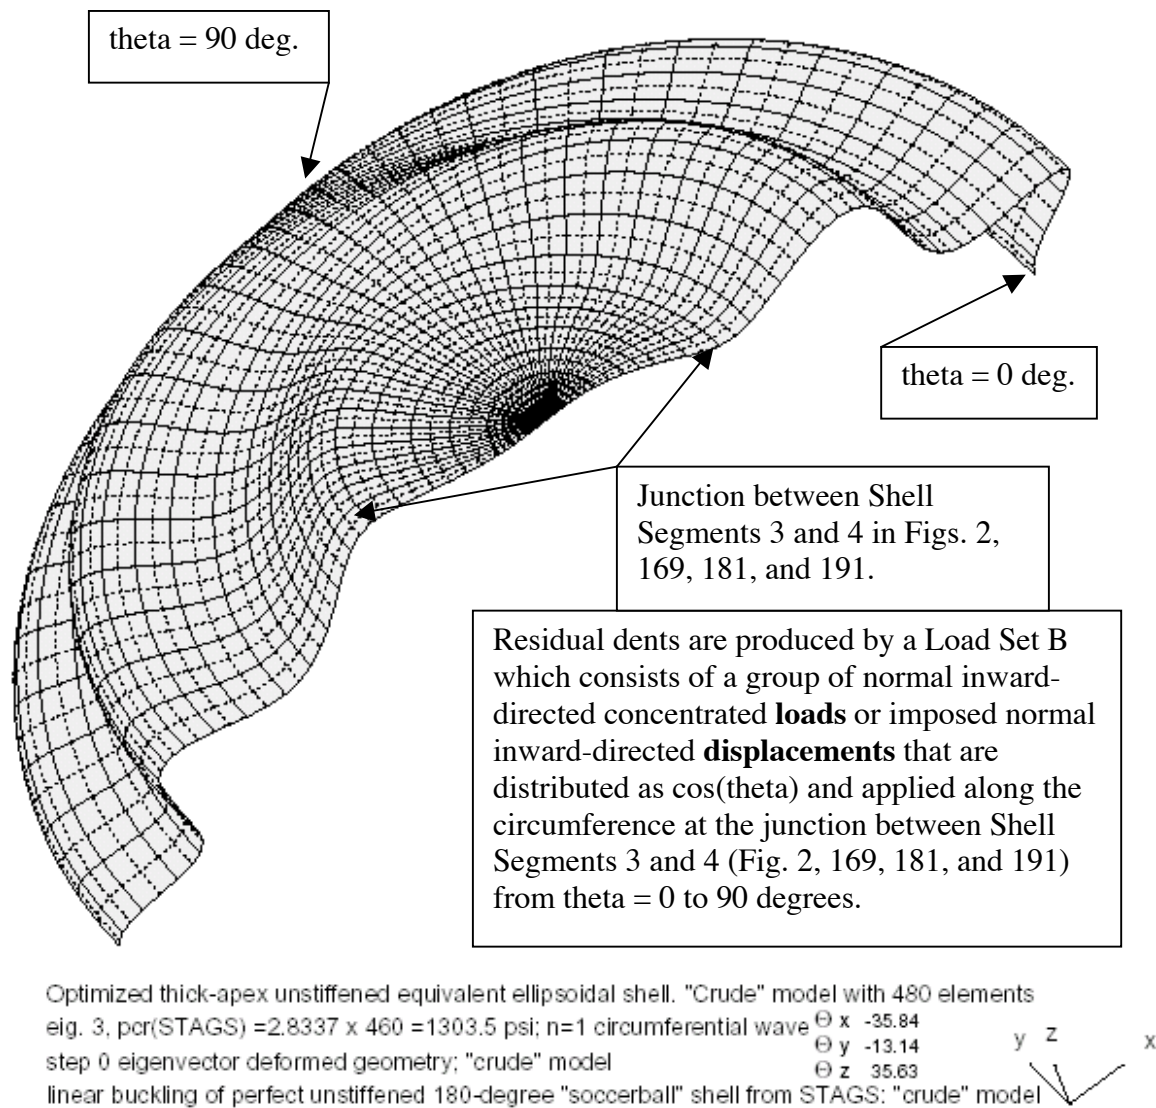 theta = 90 deg.
theta = 0 deg.
Junction between Shell
Segments 3 and 4 in Figs. 2,
169, 181, and 191.
Residual dents are produced by a Load Set B
which consists of a group of normal inward-
directed concentrated loads or imposed normal
inward-directed displacements that are
distributed as cos(theta) and applied along the
circumference at the junction between Shell
Segments 3 and 4 (Fig. 2, 169, 181, and 191)
from theta = 0 to 90 degrees.
Optimized thick-apex unstiffened equivalent ellipsoidal shell. "Crude" model with 480 elements
eig. 3, pcr(STAGS) =2.8337 x 460 =1303.5 psi; n=1 circumferential wave
step 0 eigenvector deformed geometry; "crude" model
linear buckling of perfect unstiffened 180-degree "soccerball" shell from STAGS: "crude" model
Θ x -35.84
Θ y -13.14
Θ z 35.63
y z x